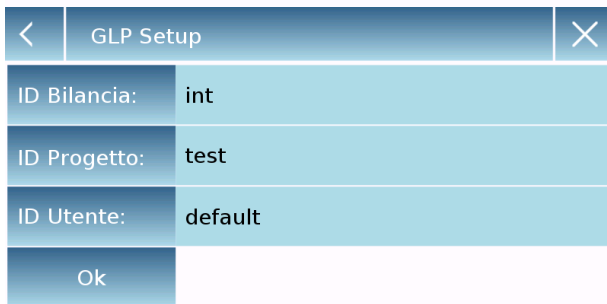 GLP Setup
ID Bilancia: int
ID Progetto: test
ID Utente: default
Ok